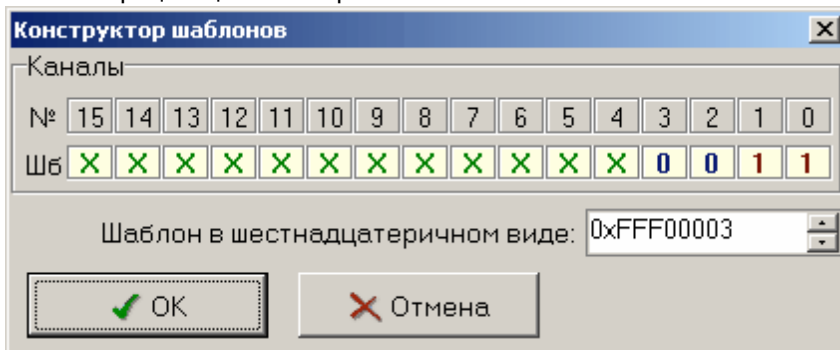 Конструктор шаблонов
Каналы
№ 15 14 13 12 11 10 9 8 7 6 5 4 3 2 1 0
Шб X X X X X X X X X X X X 0 0 1 1
Шаблон в шестнадцатеричном виде: 0xFFF00003
OK Отмена